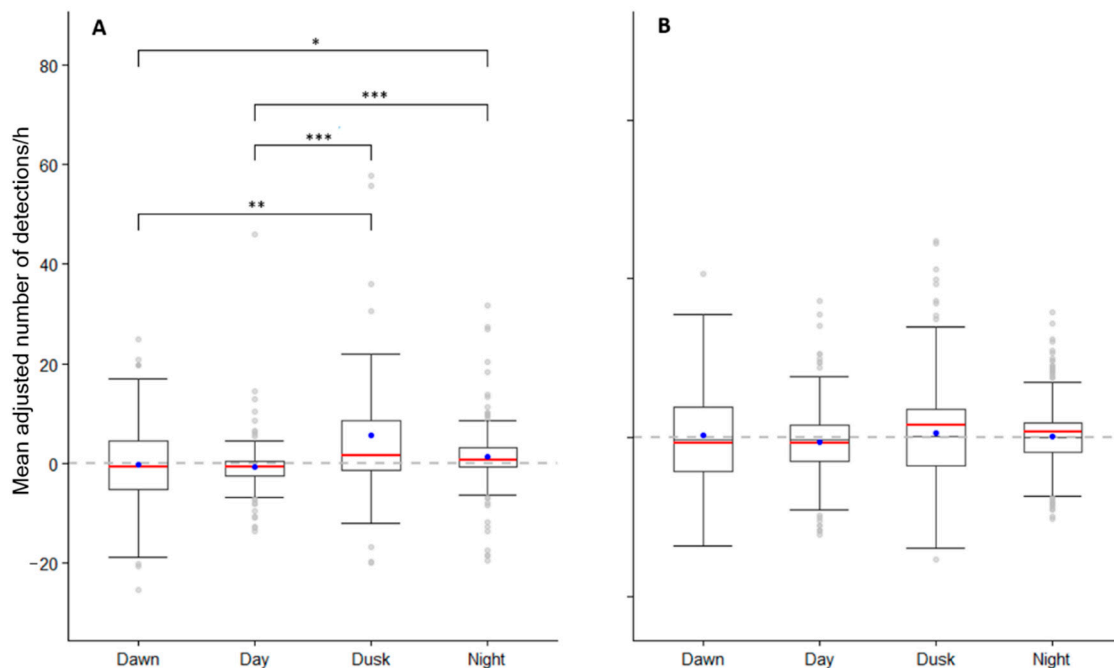 A
B
*
***
***
**
Mean adjusted number of detections/h
80
60
40
20
0
−20
Dawn Day Dusk Night
Dawn Day Dusk Night